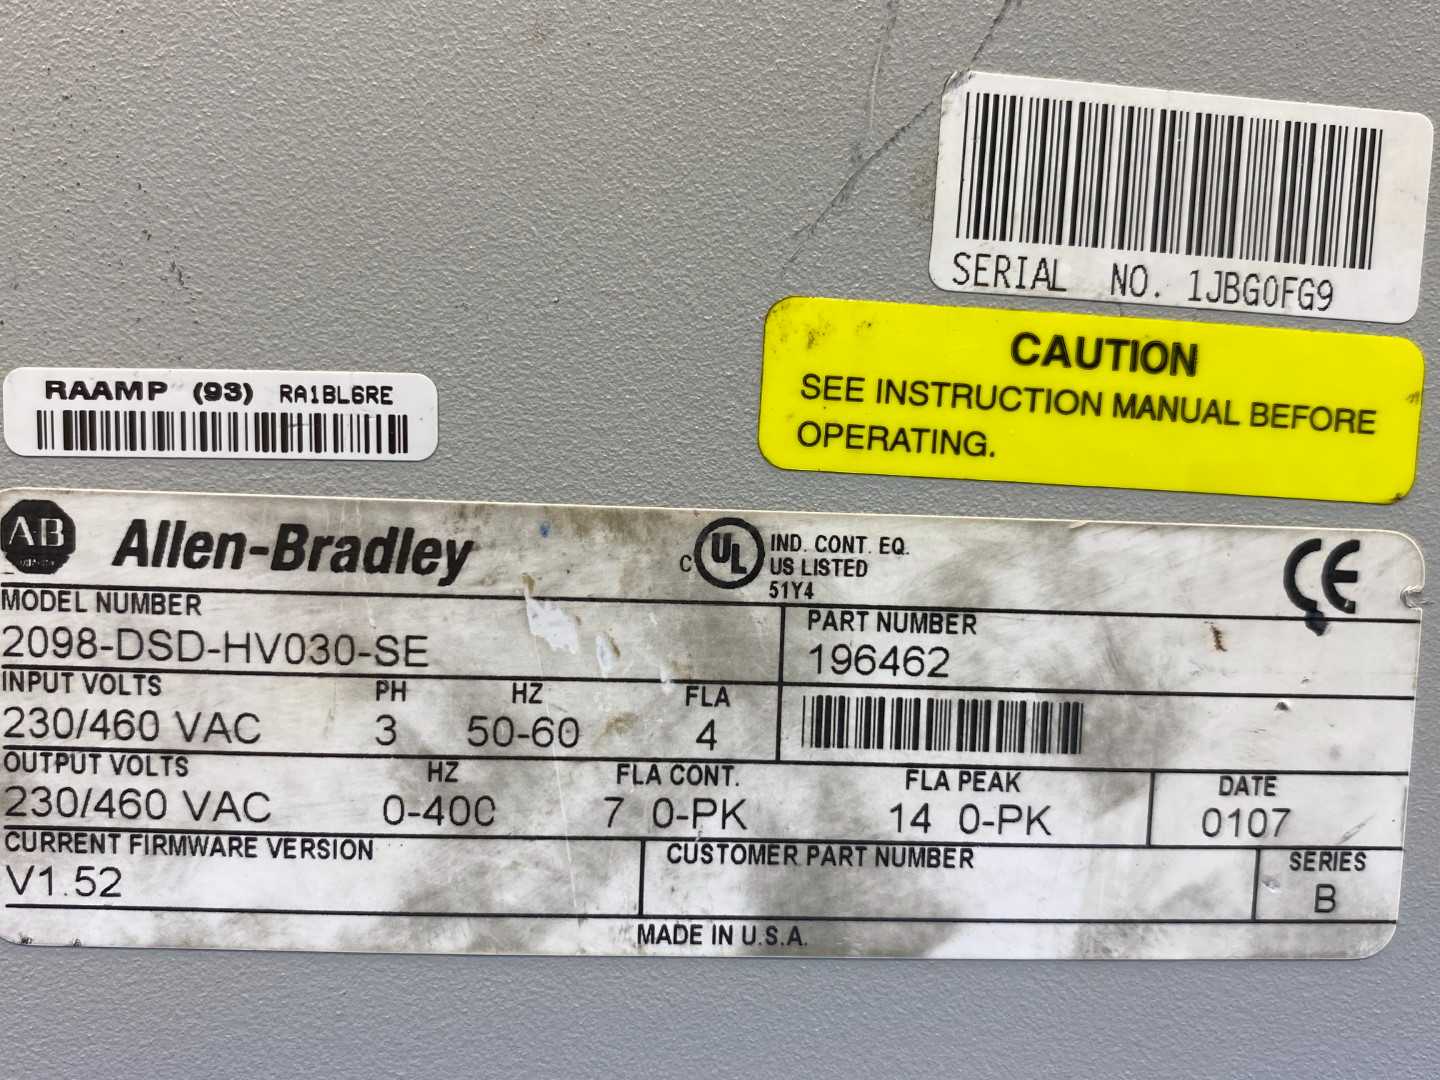 SERIAL NO. 1JBG0FG9
CAUTION
SEE INSTRUCTION MANUAL BEFORE
OPERATING.
RAAMP (93) RA1BL6RE
AB Allen-Bradley
C UL IND. CONT. EQ.
US LISTED
51Y4
CE
MODEL NUMBER
2098-DSD-HV030-SE
PART NUMBER
196462
INPUT VOLTS PH HZ FLA
230/460 VAC 3 50-60 4
OUTPUT VOLTS HZ FLA CONT. FLA PEAK DATE
230/460 VAC 0-400 7 0-PK 14 0-PK 0107
CURRENT FIRMWARE VERSION CUSTOMER PART NUMBER SERIES
V1.52 B
MADE IN U.S.A.